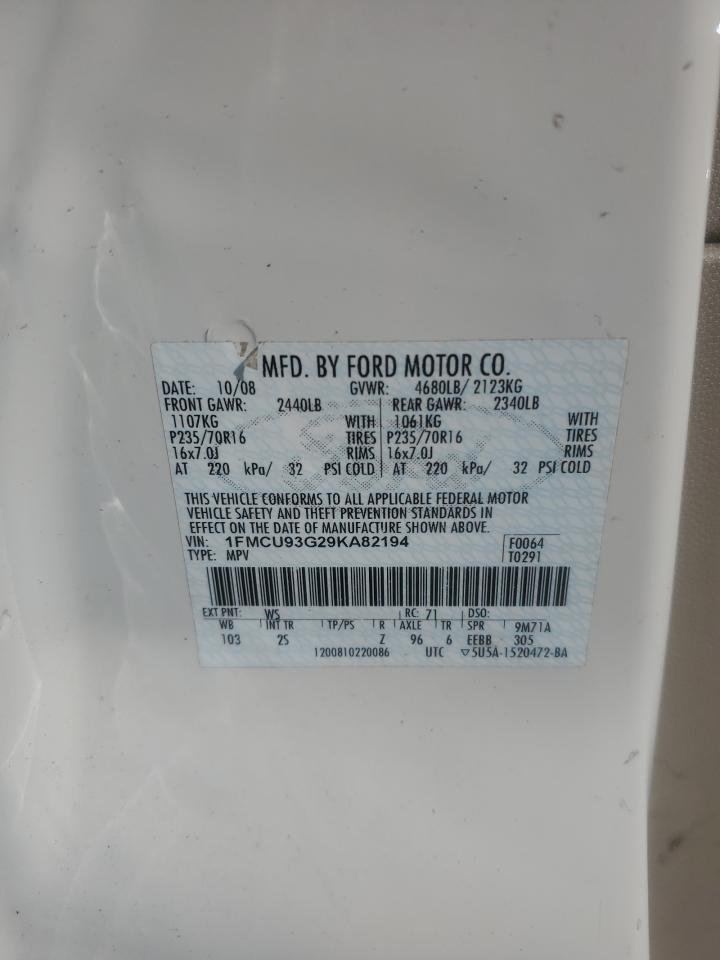 MFD. BY FORD MOTOR CO.
DATE: 10/08 GVWR: 4680LB/ 2123KG
FRONT GAWR: 2440LB REAR GAWR: 2340LB
1107KG WITH 1061KG WITH
P235/70R16 TIRES P235/70R16 TIRES
16x7.0J RIMS 16x7.0J RIMS
AT 220 kPa/ 32 PSI COLD AT 220 kPa/ 32 PSI COLD
THIS VEHICLE CONFORMS TO ALL APPLICABLE FEDERAL MOTOR
VEHICLE SAFETY AND THEFT PREVENTION STANDARDS IN
EFFECT ON THE DATE OF MANUFACTURE SHOWN ABOVE.
VIN: 1FMCU93G29KA82194 F0064
TYPE: MPV T0291
EXT PNT: WS RC: 71 DSO:
WB INT TR TP/PS R AXLE TR SPR 9M71A
103 2S Z 96 6 EEBB 305
1200810220086 UTC ▽5U5A-1520472-BA